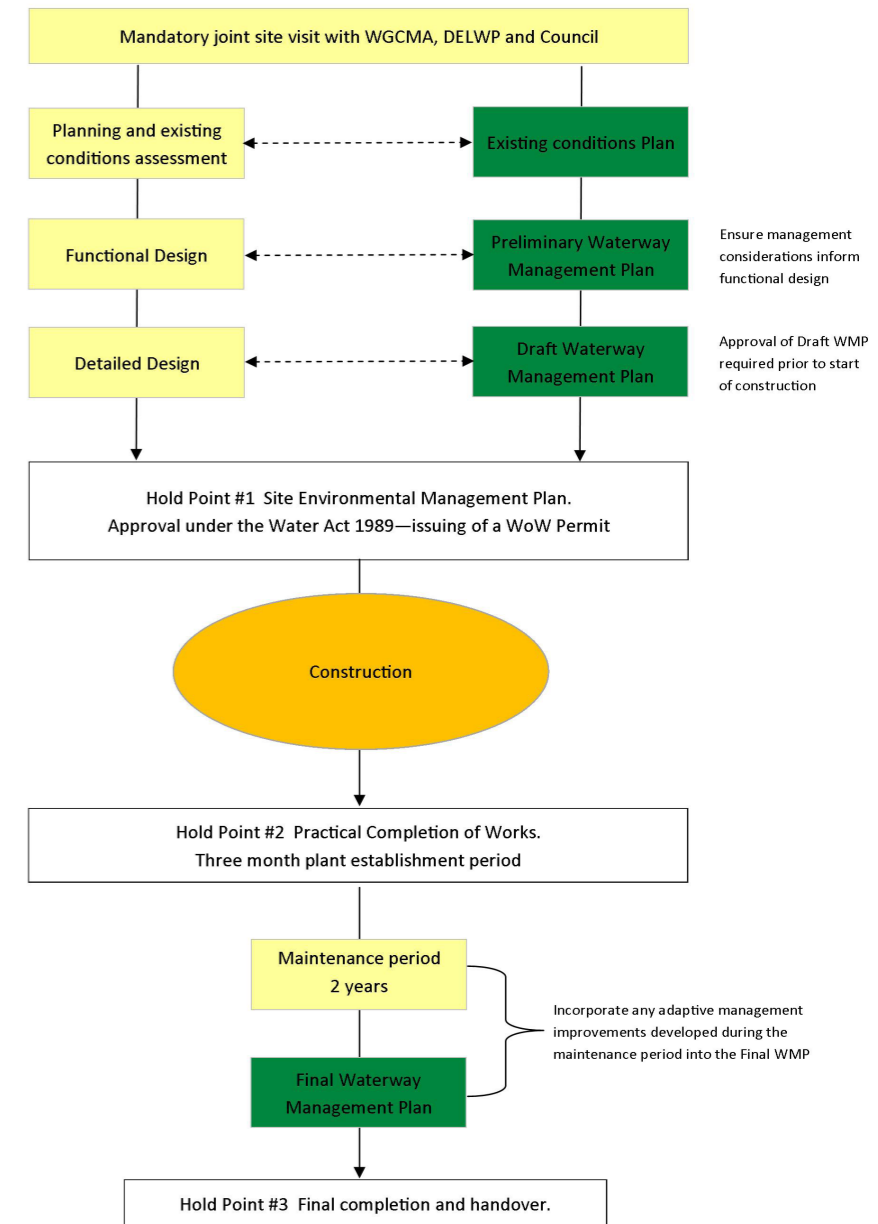 Mandatory joint site visit with WGCMA, DELWP and Council
Planning and existing
conditions assessment
Existing conditions Plan
Functional Design
Preliminary Waterway
Management Plan
Ensure management
considerations inform
functional design
Detailed Design
Draft Waterway
Management Plan
Approval of Draft WMP
required prior to start
of construction
Hold Point #1 Site Environmental Management Plan.
Approval under the Water Act 1989—issuing of a WoW Permit
Construction
Hold Point #2 Practical Completion of Works.
Three month plant establishment period
Maintenance period
2 years
Incorporate any adaptive management
improvements developed during the
maintenance period into the Final WMP
Final Waterway
Management Plan
Hold Point #3 Final completion and handover.